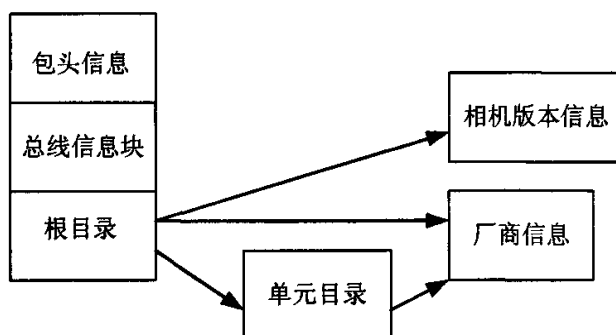 包头信息
总线信息块
根目录
相机版本信息
厂商信息
单元目录